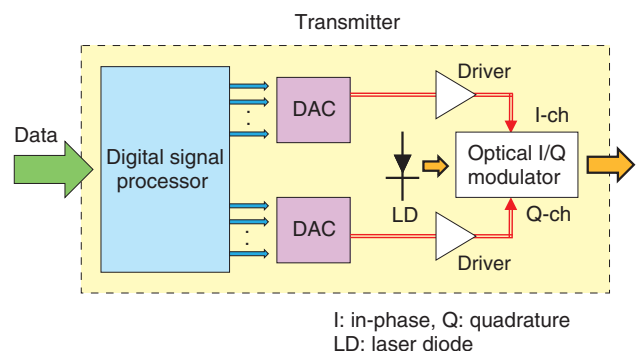 Transmitter
Driver
DAC
I-ch
Data
Digital signal
processor
Optical I/Q
modulator
LD
DAC
Q-ch
Driver
I: in-phase, Q: quadrature
LD: laser diode